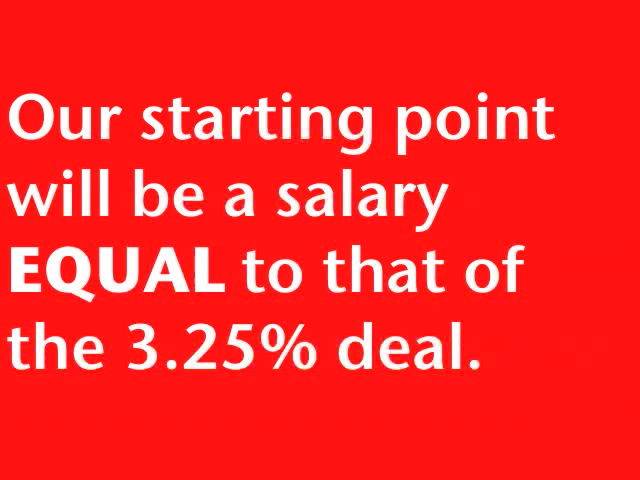 Our starting point
will be a salary
EQUAL to that of
the 3.25% deal.